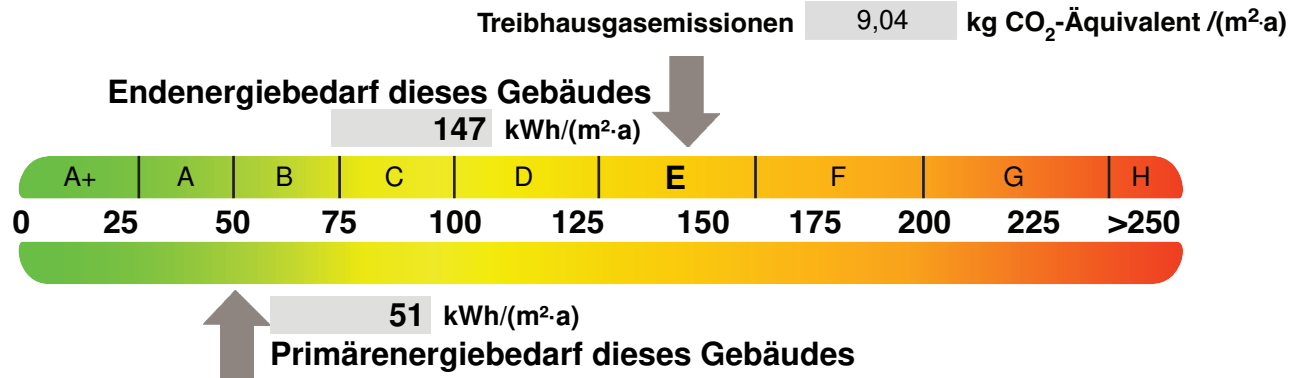 Treibhausgasemissionen 9,04 kg CO₂-Äquivalent /(m²·a)
Endenergiebedarf dieses Gebäudes
147 kWh/(m²·a)
A+ A B C D E F G H
0 25 50 75 100 125 150 175 200 225 >250
51 kWh/(m²·a)
Primärenergiebedarf dieses Gebäudes